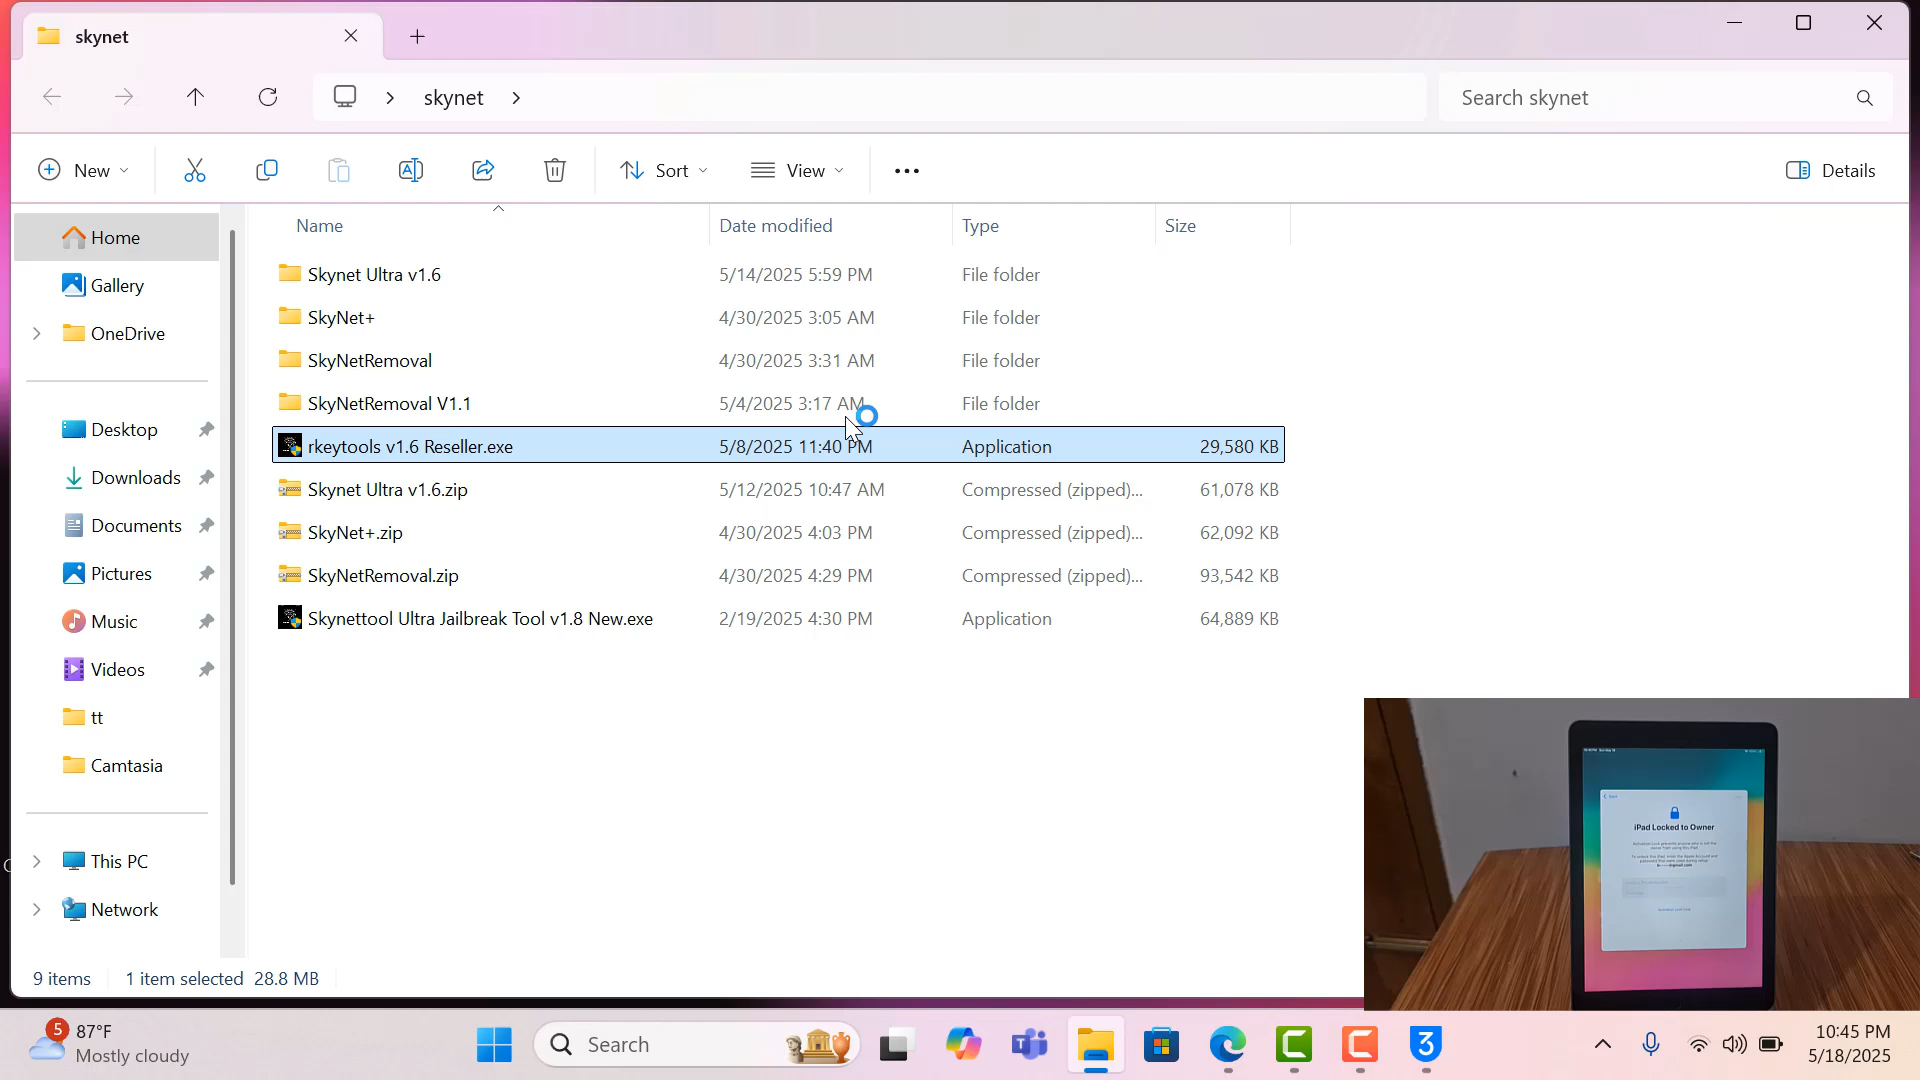 skynet
skynet
Search skynet
New
Sort
View
Details
Name
Date modified
Type
Size
Home
Gallery
OneDrive
Desktop
Downloads
Documents
Pictures
Music
Videos
tt
Camtasia
This PC
Network
Skynet Ultra v1.6 5/14/2025 5:59 PM File folder
SkyNet+ 4/30/2025 3:05 AM File folder
SkyNetRemoval 4/30/2025 3:31 AM File folder
SkyNetRemoval V1.1 5/4/2025 3:17 AM File folder
rkeytools v1.6 Reseller.exe 5/8/2025 11:40 PM Application 29,580 KB
Skynet Ultra v1.6.zip 5/12/2025 10:47 AM Compressed (zipped)... 61,078 KB
SkyNet+.zip 4/30/2025 4:03 PM Compressed (zipped)... 62,092 KB
SkyNetRemoval.zip 4/30/2025 4:29 PM Compressed (zipped)... 93,542 KB
Skynettool Ultra Jailbreak Tool v1.8 New.exe 2/19/2025 4:30 PM Application 64,889 KB
iPad Locked to Owner
9 items 1 item selected 28.8 MB
5
87°F
Mostly cloudy
Search
3
10:45 PM
5/18/2025